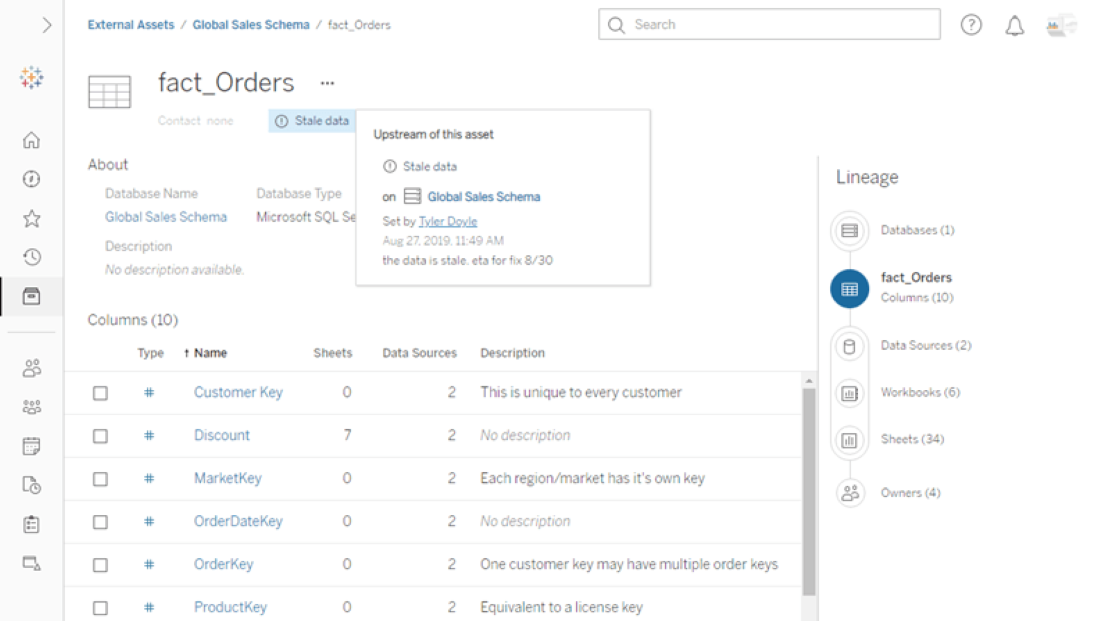 External Assets / Global Sales Schema / fact_Orders
Search
fact_Orders ...
Contact none
Stale data
Upstream of this asset
Stale data
on Global Sales Schema
Set by Tyler Doyle
Aug 27, 2019, 11:49 AM
the data is stale. eta for fix 8/30
About
Database Name Database Type
Global Sales Schema Microsoft SQL Se
Description
No description available.
Columns (10)
Type ↑ Name Sheets Data Sources Description
# Customer Key 0 2 This is unique to every customer
# Discount 7 2 No description
# MarketKey 0 2 Each region/market has it's own key
# OrderDateKey 0 2 No description
# OrderKey 0 2 One customer key may have multiple order keys
# ProductKey 0 2 Equivalent to a license key
Lineage
Databases (1)
fact_Orders
Columns (10)
Data Sources (2)
Workbooks (6)
Sheets (34)
Owners (4)